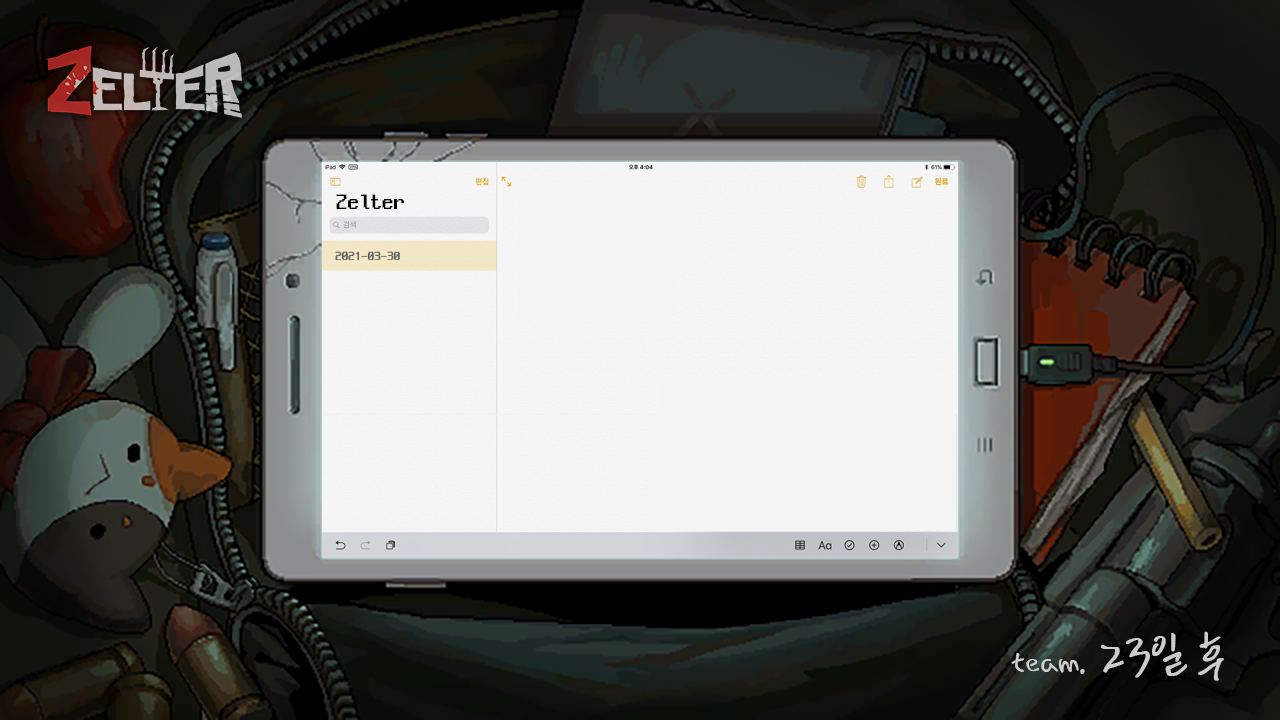 ZELTER
iPad
오후 4:04
61%
편집
완료
Zelter
검색
2021-03-30
Aa
team. 23일 후